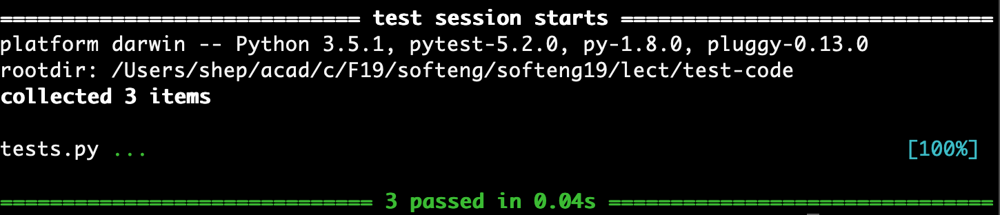 ============================= test session starts ==============================
platform darwin -- Python 3.5.1, pytest-5.2.0, py-1.8.0, pluggy-0.13.0
rootdir: /Users/shep/acad/c/F19/softeng/softeng19/lect/test-code
collected 3 items
tests.py ... [100%]
============================== 3 passed in 0.04s ===============================